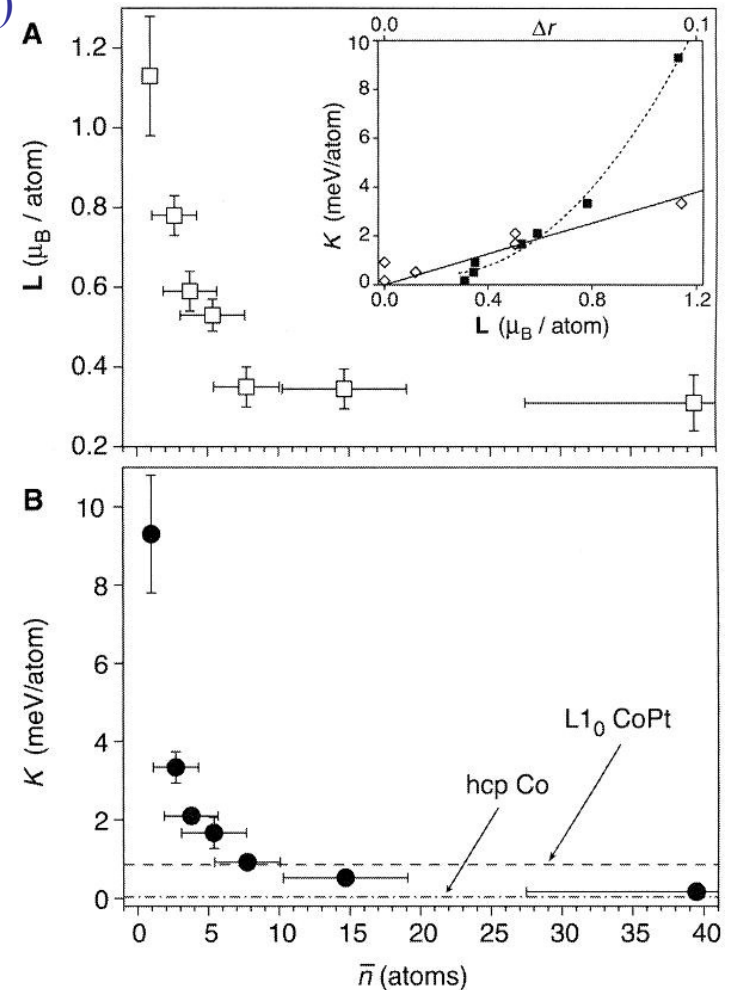 )
A
L (μB / atom)
1.2
1.0
0.8
0.6
0.4
0.2
0.0 Δr 0.1
K (meV/atom)
10
8
6
4
2
0
0.0 0.4 0.8 1.2
L (μB / atom)
B
K (meV/atom)
10
8
6
4
2
0
L10 CoPt
hcp Co
0 5 10 15 20 25 30 35 40
n̅ (atoms)